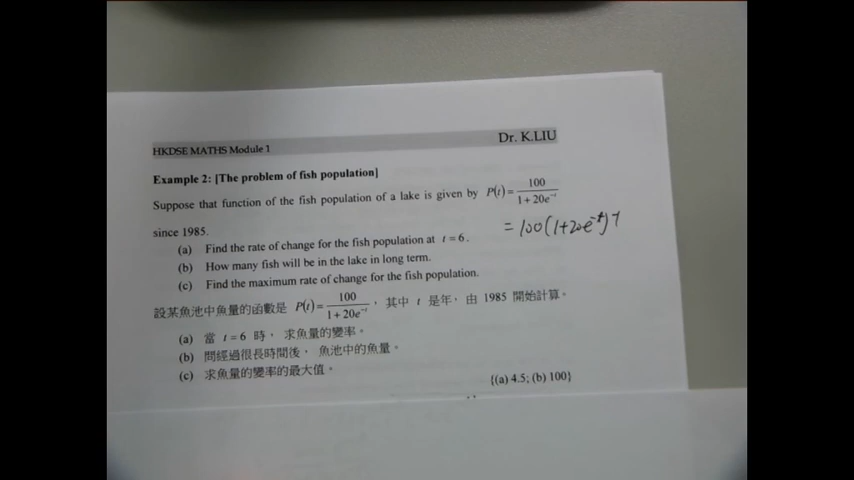 HKDSE MATHS Module 1 Dr. K.LIU
Example 2: [The problem of fish population]
Suppose that function of the fish population of a lake is given by P(t) = 100 / (1 + 20e^-t)
= 100(1+20e^-t)
since 1985.
(a) Find the rate of change for the fish population at t = 6.
(b) How many fish will be in the lake in long term.
(c) Find the maximum rate of change for the fish population.
設某魚池中魚量的函數是 P(t) = 100 / (1 + 20e^-t)，其中 t 是年，由 1985 開始計算。
(a) 當 t = 6 時，求魚量的變率。
(b) 問經過很長時間後，魚池中的魚量。
(c) 求魚量的變率的最大值。
{(a) 4.5; (b) 100}